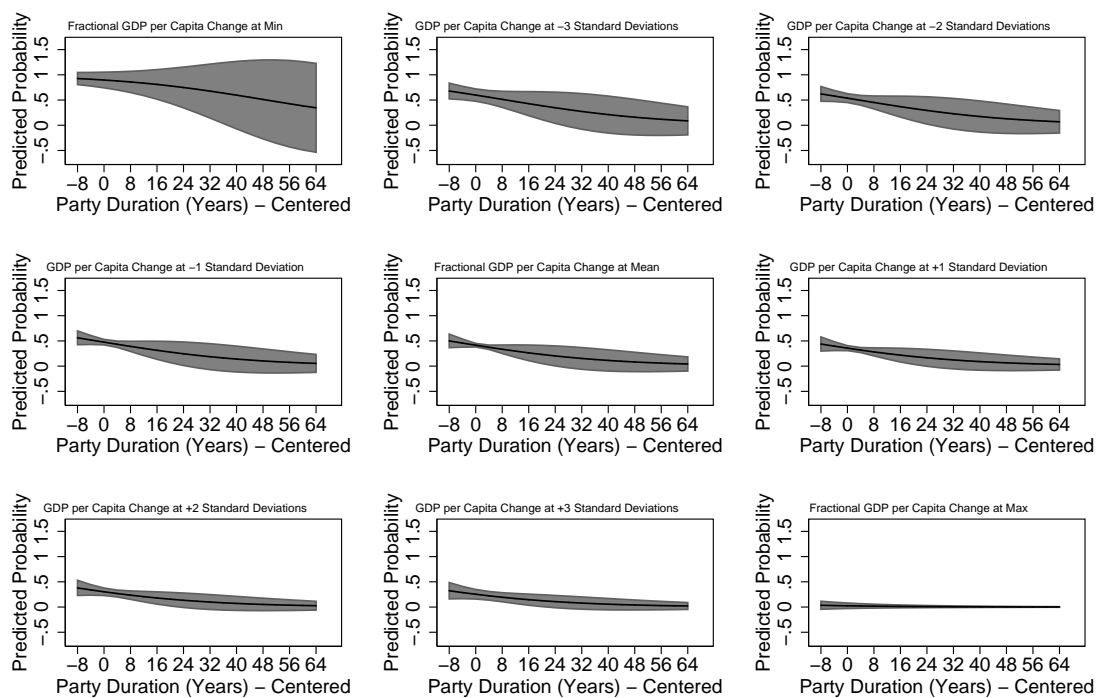 Fractional GDP per Capita Change at Min
Predicted Probability
−.5 0 .5 1 1.5
−8 0 8 16 24 32 40 48 56 64
Party Duration (Years) − Centered
GDP per Capita Change at −3 Standard Deviations
Predicted Probability
−.5 0 .5 1 1.5
−8 0 8 16 24 32 40 48 56 64
Party Duration (Years) − Centered
GDP per Capita Change at −2 Standard Deviations
Predicted Probability
−.5 0 .5 1 1.5
−8 0 8 16 24 32 40 48 56 64
Party Duration (Years) − Centered
GDP per Capita Change at −1 Standard Deviation
Predicted Probability
−.5 0 .5 1 1.5
−8 0 8 16 24 32 40 48 56 64
Party Duration (Years) − Centered
Fractional GDP per Capita Change at Mean
Predicted Probability
−.5 0 .5 1 1.5
−8 0 8 16 24 32 40 48 56 64
Party Duration (Years) − Centered
GDP per Capita Change at +1 Standard Deviation
Predicted Probability
−.5 0 .5 1 1.5
−8 0 8 16 24 32 40 48 56 64
Party Duration (Years) − Centered
GDP per Capita Change at +2 Standard Deviations
Predicted Probability
−.5 0 .5 1 1.5
−8 0 8 16 24 32 40 48 56 64
Party Duration (Years) − Centered
GDP per Capita Change at +3 Standard Deviations
Predicted Probability
−.5 0 .5 1 1.5
−8 0 8 16 24 32 40 48 56 64
Party Duration (Years) − Centered
Fractional GDP per Capita Change at Max
Predicted Probability
−.5 0 .5 1 1.5
−8 0 8 16 24 32 40 48 56 64
Party Duration (Years) − Centered